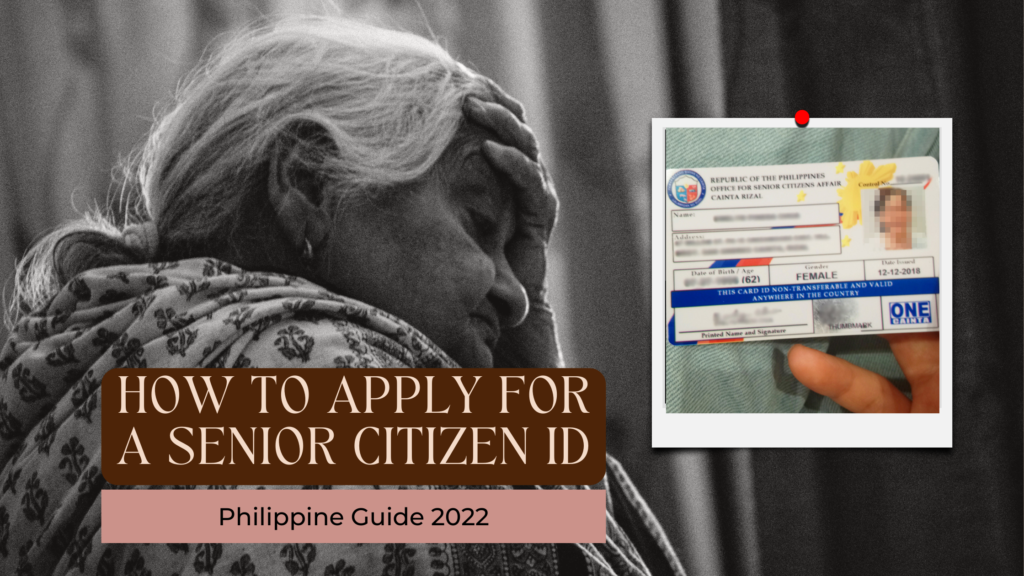 HOW TO APPLY FOR
A SENIOR CITIZEN ID
Philippine Guide 2022
REPUBLIC OF THE PHILIPPINES
OFFICE FOR SENIOR CITIZENS AFFAIR
CAINTA RIZAL
Control
Name:
Address:
Date of Birth / Age
(62)
Gender
FEMALE
Date Issued
12-12-2018
THIS CARD ID NON-TRANSFERABLE AND VALID
ANYWHERE IN THE COUNTRY
Printed Name and Signature
THUMBMARK
ONE
CAINTA